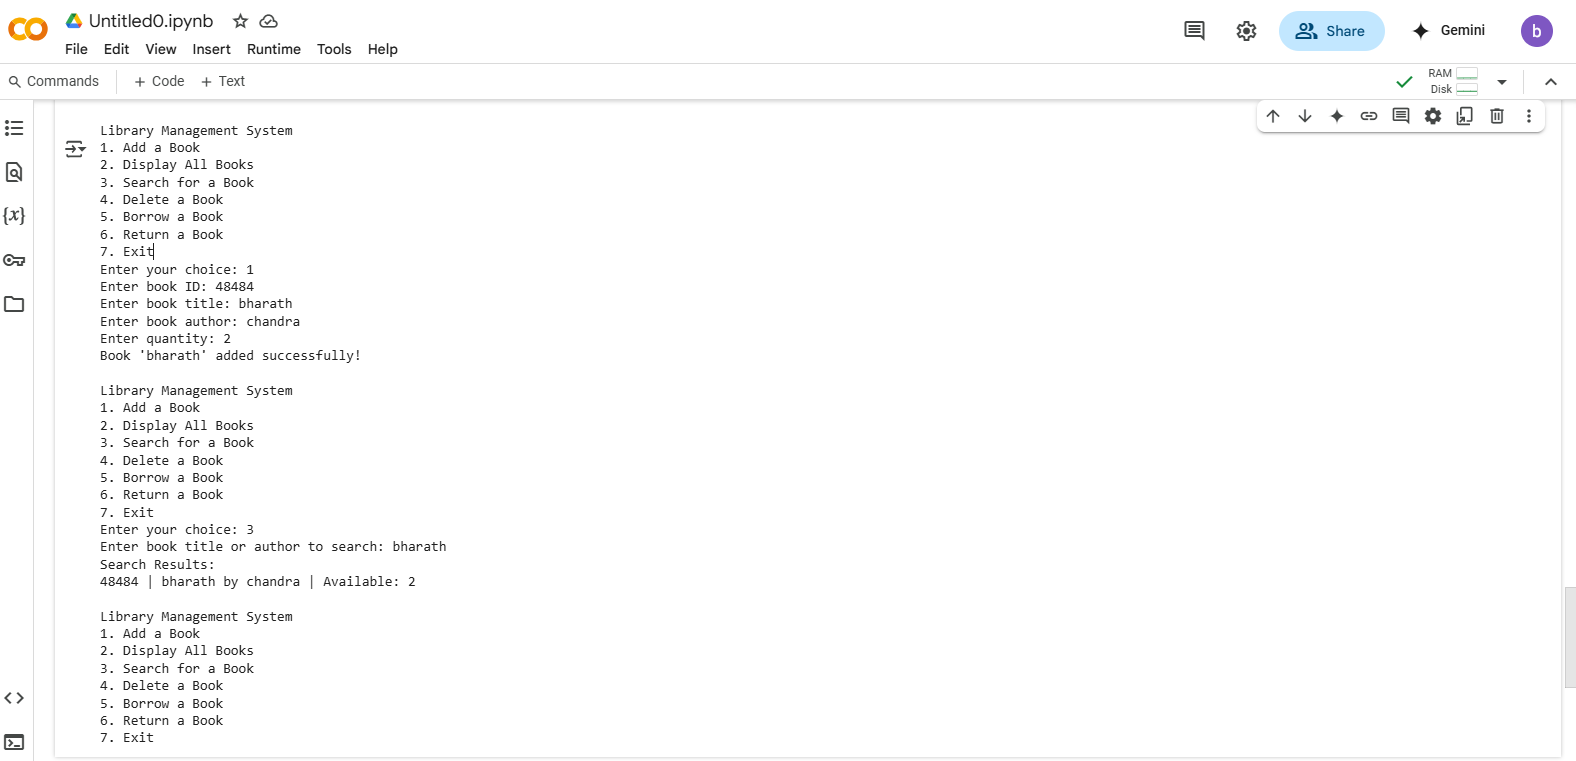 Untitled0.ipynb
File Edit View Insert Runtime Tools Help
Share
Gemini
b
Commands
+ Code + Text
RAM
Disk
Library Management System
1. Add a Book
2. Display All Books
3. Search for a Book
4. Delete a Book
5. Borrow a Book
6. Return a Book
7. Exit
Enter your choice: 1
Enter book ID: 48484
Enter book title: bharath
Enter book author: chandra
Enter quantity: 2
Book 'bharath' added successfully!
Library Management System
1. Add a Book
2. Display All Books
3. Search for a Book
4. Delete a Book
5. Borrow a Book
6. Return a Book
7. Exit
Enter your choice: 3
Enter book title or author to search: bharath
Search Results:
48484 | bharath by chandra | Available: 2
Library Management System
1. Add a Book
2. Display All Books
3. Search for a Book
4. Delete a Book
5. Borrow a Book
6. Return a Book
7. Exit